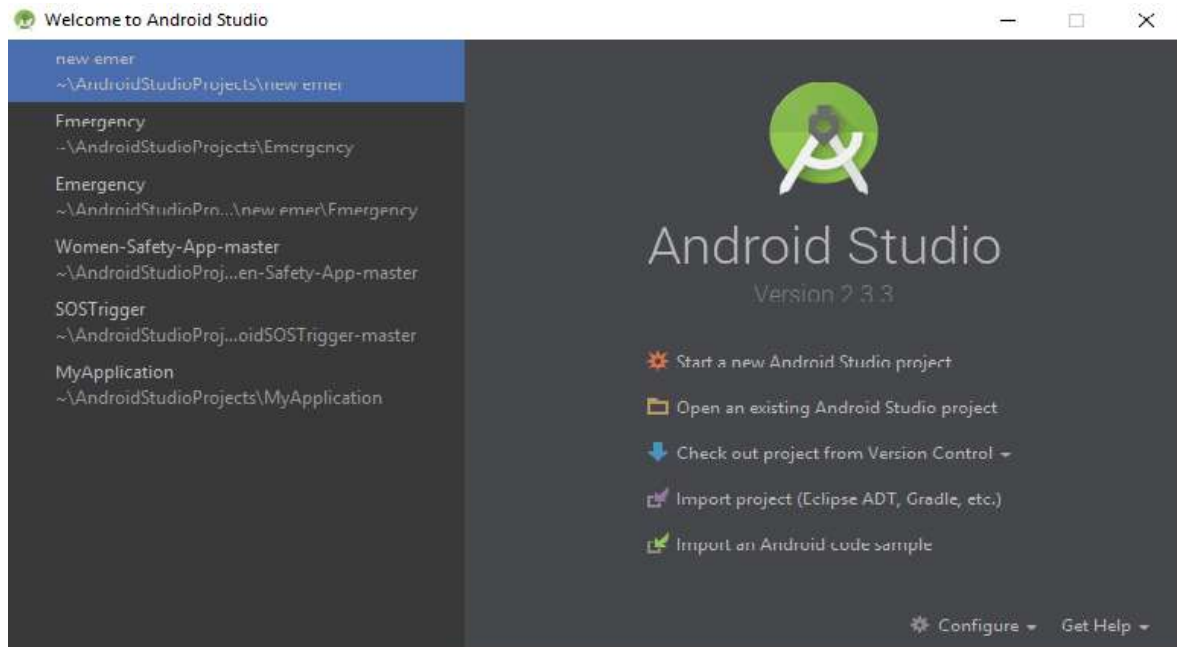 Welcome to Android Studio
new emer
~\AndroidStudioProjects\new emer
Emergency
~\AndroidStudioProjects\Emergency
Emergency
~\AndroidStudioPro...\new emer\Emergency
Women-Safety-App-master
~\AndroidStudioProj...en-Safety-App-master
SOSTrigger
~\AndroidStudioProj...oidSOSTrigger-master
MyApplication
~\AndroidStudioProjects\MyApplication
Android Studio
Version 2.3.3
Start a new Android Studio project
Open an existing Android Studio project
Check out project from Version Control
Import project (Eclipse ADT, Gradle, etc.)
Import an Android code sample
Configure Get Help